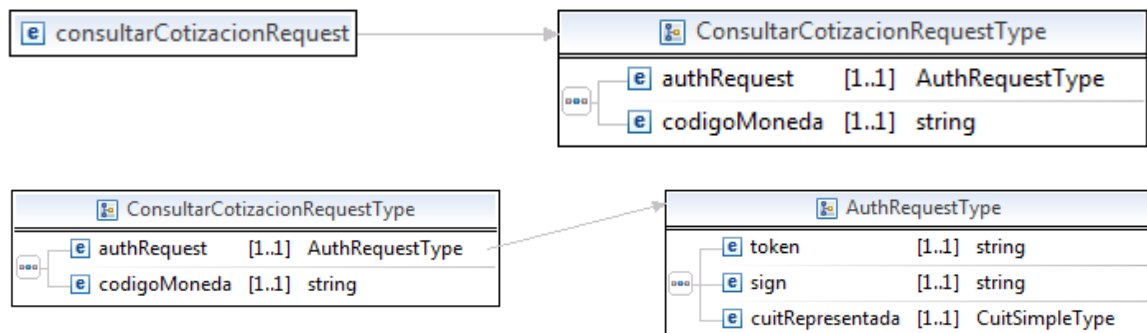 consultarCotizacionRequest
ConsultarCotizacionRequestType
authRequest [1..1] AuthRequestType
codigoMoneda [1..1] string
ConsultarCotizacionRequestType
authRequest [1..1] AuthRequestType
codigoMoneda [1..1] string
AuthRequestType
token [1..1] string
sign [1..1] string
cuitRepresentada [1..1] CuitSimpleType